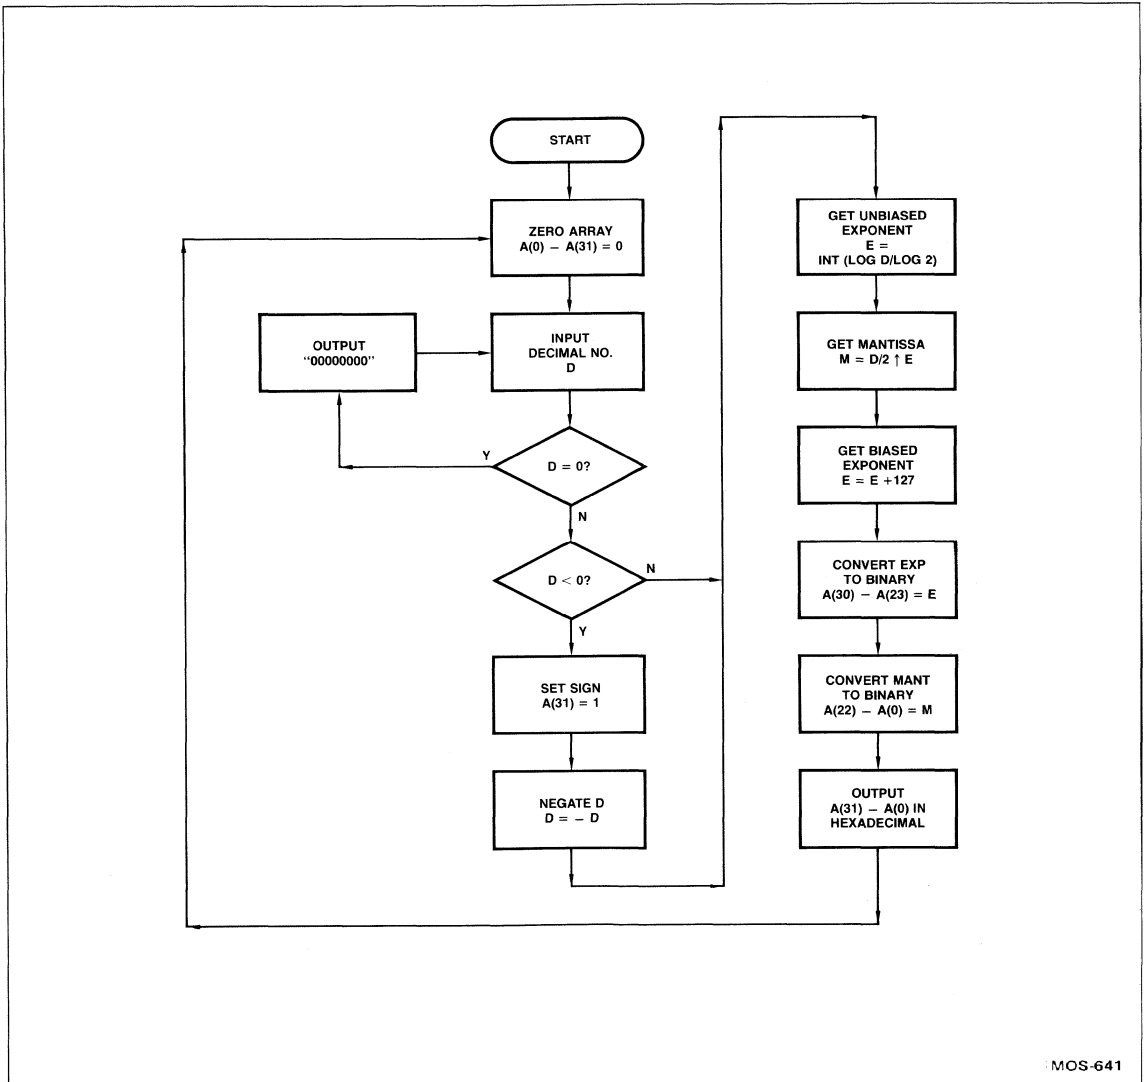 START
ZERO ARRAY
A(0) – A(31) = 0
OUTPUT
“00000000”
INPUT
DECIMAL NO.
D
Y
D = 0?
N
D < 0?
N
Y
SET SIGN
A(31) = 1
NEGATE D
D = – D
GET UNBIASED
EXPONENT
E =
INT (LOG D/LOG 2)
GET MANTISSA
M = D/2 ↑ E
GET BIASED
EXPONENT
E = E +127
CONVERT EXP
TO BINARY
A(30) – A(23) = E
CONVERT MANT
TO BINARY
A(22) – A(0) = M
OUTPUT
A(31) – A(0) IN
HEXADECIMAL
MOS-641